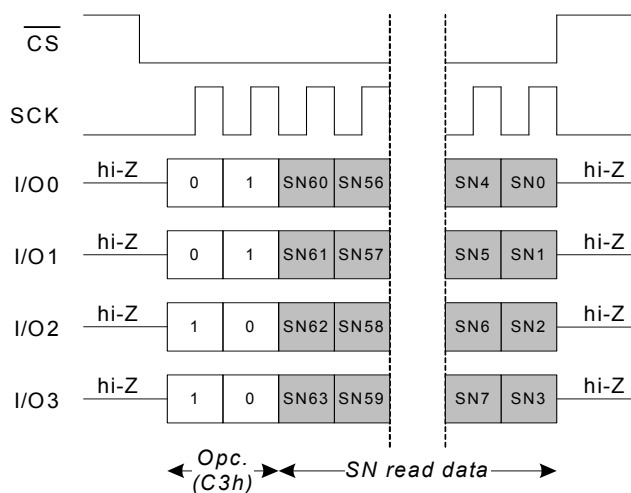 CS
SCK
I/O0 hi-Z 0 1 SN60 SN56 SN4 SN0 hi-Z
I/O1 hi-Z 0 1 SN61 SN57 SN5 SN1 hi-Z
I/O2 hi-Z 1 0 SN62 SN58 SN6 SN2 hi-Z
I/O3 hi-Z 1 0 SN63 SN59 SN7 SN3 hi-Z
Opc.
(C3h)
SN read data